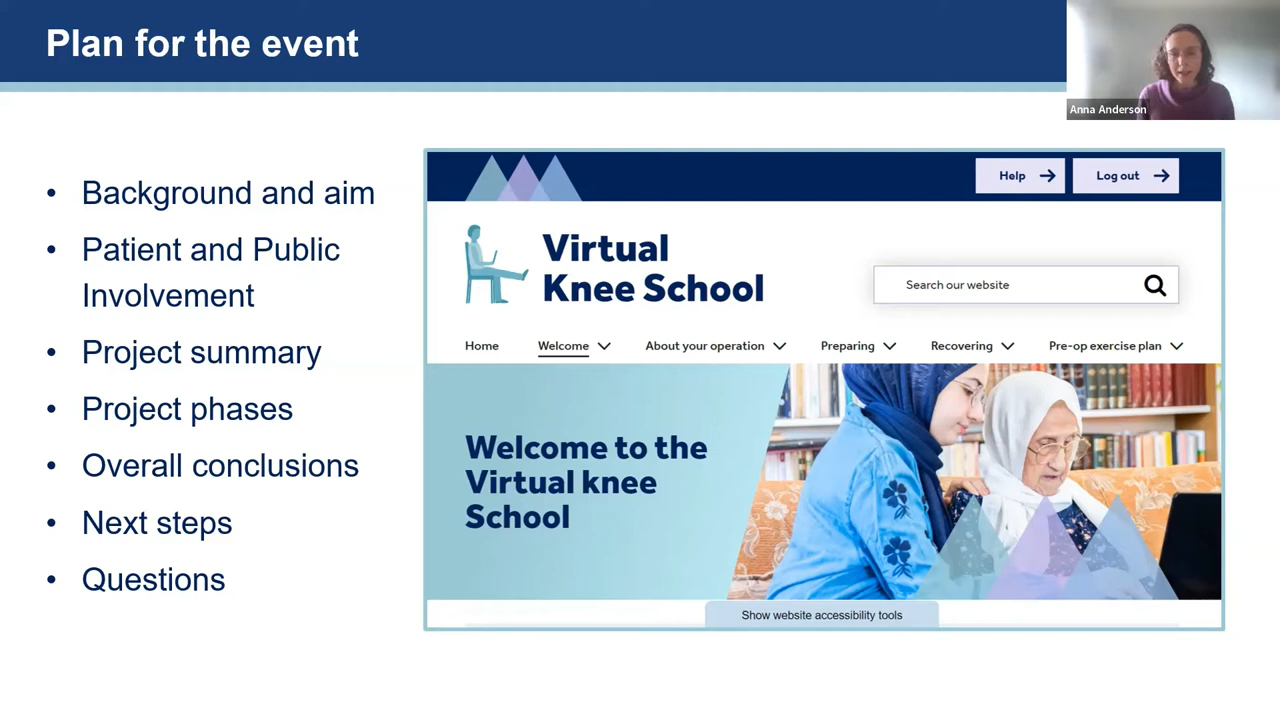 Plan for the event
Anna Anderson
• Background and aim
• Patient and Public
Involvement
• Project summary
• Project phases
• Overall conclusions
• Next steps
• Questions
Help
Log out
Virtual
Knee School
Search our website
Home
Welcome
About your operation
Preparing
Recovering
Pre-op exercise plan
Welcome to the
Virtual knee
School
Show website accessibility tools